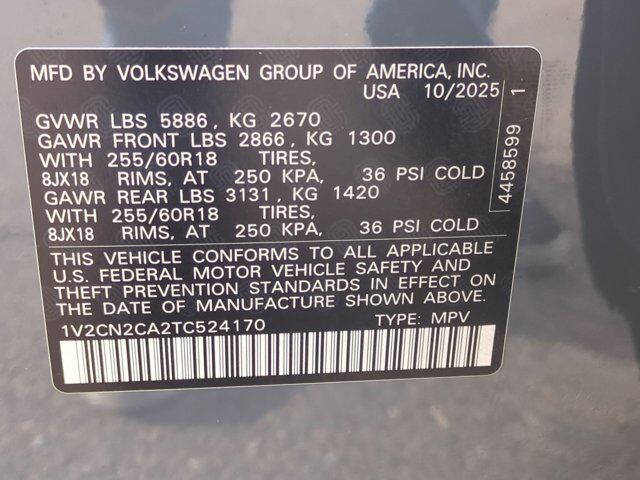 MFD BY VOLKSWAGEN GROUP OF AMERICA, INC.
USA 10/2025
GVWR LBS 5886, KG 2670
GAWR FRONT LBS 2866, KG 1300
WITH 255/60R18 TIRES,
8JX18 RIMS, AT 250 KPA, 36 PSI COLD
GAWR REAR LBS 3131, KG 1420
WITH 255/60R18 TIRES,
8JX18 RIMS, AT 250 KPA, 36 PSI COLD
THIS VEHICLE CONFORMS TO ALL APPLICABLE
U.S. FEDERAL MOTOR VEHICLE SAFETY AND
THEFT PREVENTION STANDARDS IN EFFECT ON
THE DATE OF MANUFACTURE SHOWN ABOVE.
1V2CN2CA2TC524170 TYPE: MPV
4458599 1